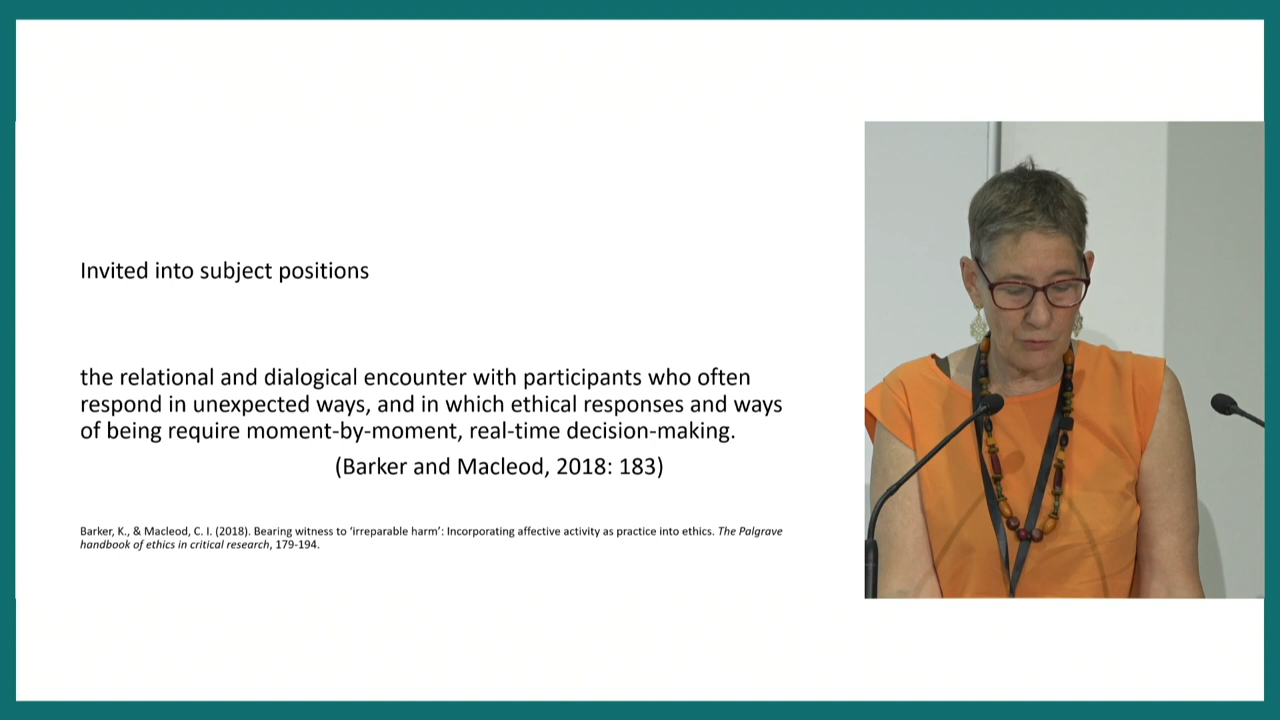 Invited into subject positions
the relational and dialogical encounter with participants who often
respond in unexpected ways, and in which ethical responses and ways
of being require moment-by-moment, real-time decision-making.
(Barker and Macleod, 2018: 183)
Barker, K., & Macleod, C. I. (2018). Bearing witness to ‘irreparable harm’: Incorporating affective activity as practice into ethics. The Palgrave
handbook of ethics in critical research, 179-194.